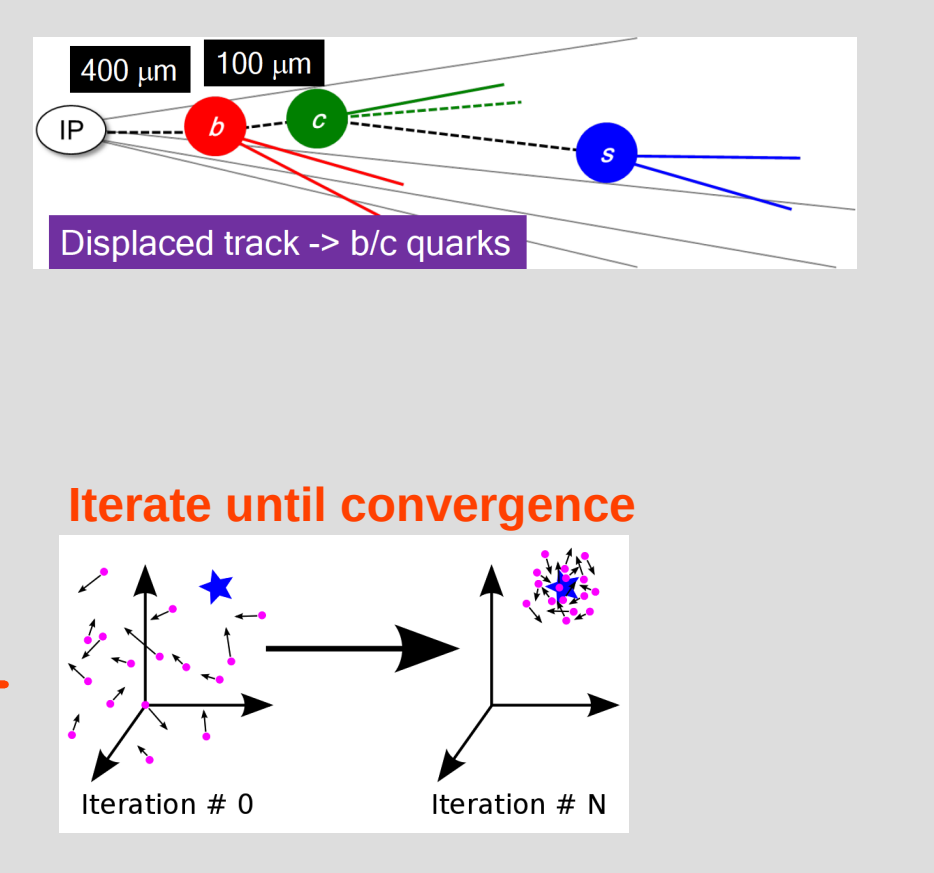 400 μm
100 μm
IP
b
c
s
Displaced track -> b/c quarks
Iterate until convergence
Iteration # 0
Iteration # N